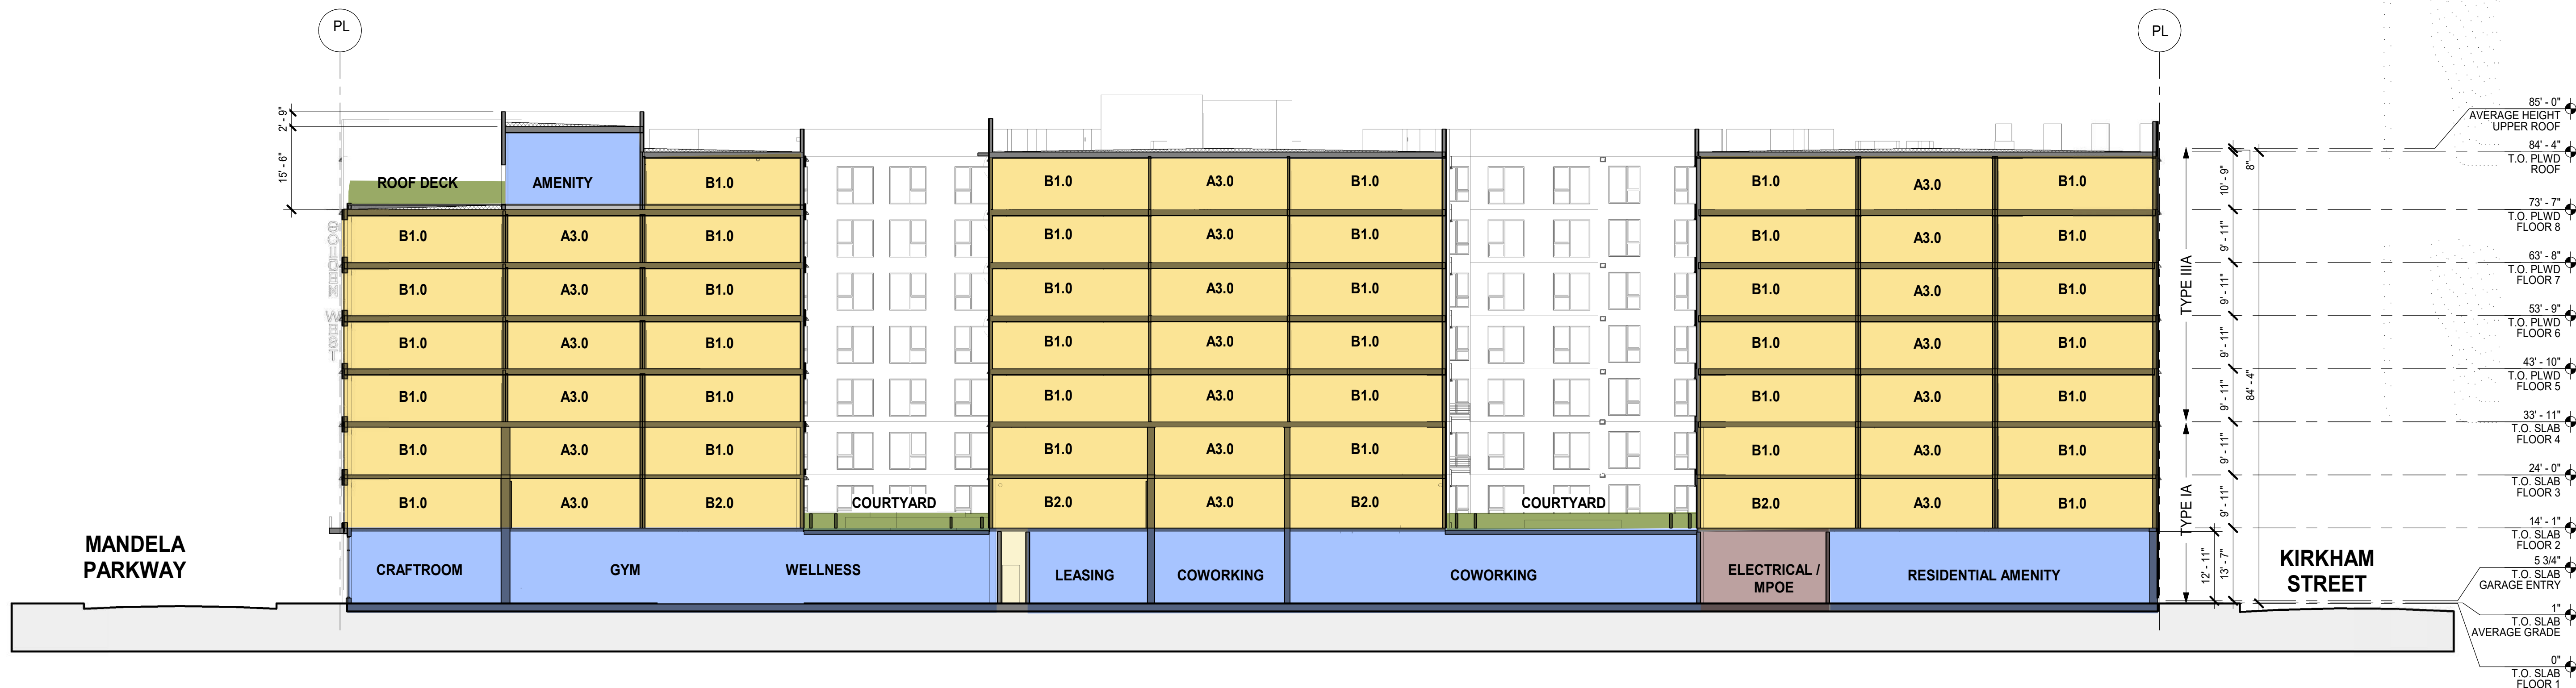 PL
PL
2' - 9"
15' - 6"
ROOF DECK
AMENITY
B1.0
B1.0
A3.0
B1.0
B1.0
A3.0
B1.0
B1.0
A3.0
B1.0
B1.0
A3.0
B1.0
B1.0
A3.0
B1.0
B1.0
A3.0
B1.0
B1.0
A3.0
B1.0
B1.0
A3.0
B1.0
B1.0
A3.0
B1.0
B1.0
A3.0
B1.0
B1.0
A3.0
B1.0
B1.0
A3.0
B1.0
B1.0
A3.0
B1.0
B1.0
A3.0
B1.0
B1.0
A3.0
B1.0
B1.0
A3.0
B1.0
B1.0
A3.0
B1.0
B1.0
A3.0
B2.0
COURTYARD
B2.0
A3.0
B2.0
COURTYARD
B2.0
A3.0
B1.0
WEST
MANDELA
PARKWAY
CRAFTROOM
GYM
WELLNESS
LEASING
COWORKING
COWORKING
ELECTRICAL /
MPOE
RESIDENTIAL AMENITY
KIRKHAM
STREET
TYPE IIIA
TYPE IA
10' - 9"
9' - 11"
9' - 11"
9' - 11"
9' - 11"
9' - 11"
9' - 11"
12' - 11"
13' - 7"
8"
84' - 4"
85' - 0"
AVERAGE HEIGHT
UPPER ROOF
84' - 4"
T.O. PLWD
ROOF
73' - 7"
T.O. PLWD
FLOOR 8
63' - 8"
T.O. PLWD
FLOOR 7
53' - 9"
T.O. PLWD
FLOOR 6
43' - 10"
T.O. PLWD
FLOOR 5
33' - 11"
T.O. SLAB
FLOOR 4
24' - 0"
T.O. SLAB
FLOOR 3
14' - 1"
T.O. SLAB
FLOOR 2
5 3/4"
T.O. SLAB
GARAGE ENTRY
1"
T.O. SLAB
AVERAGE GRADE
0"
T.O. SLAB
FLOOR 1